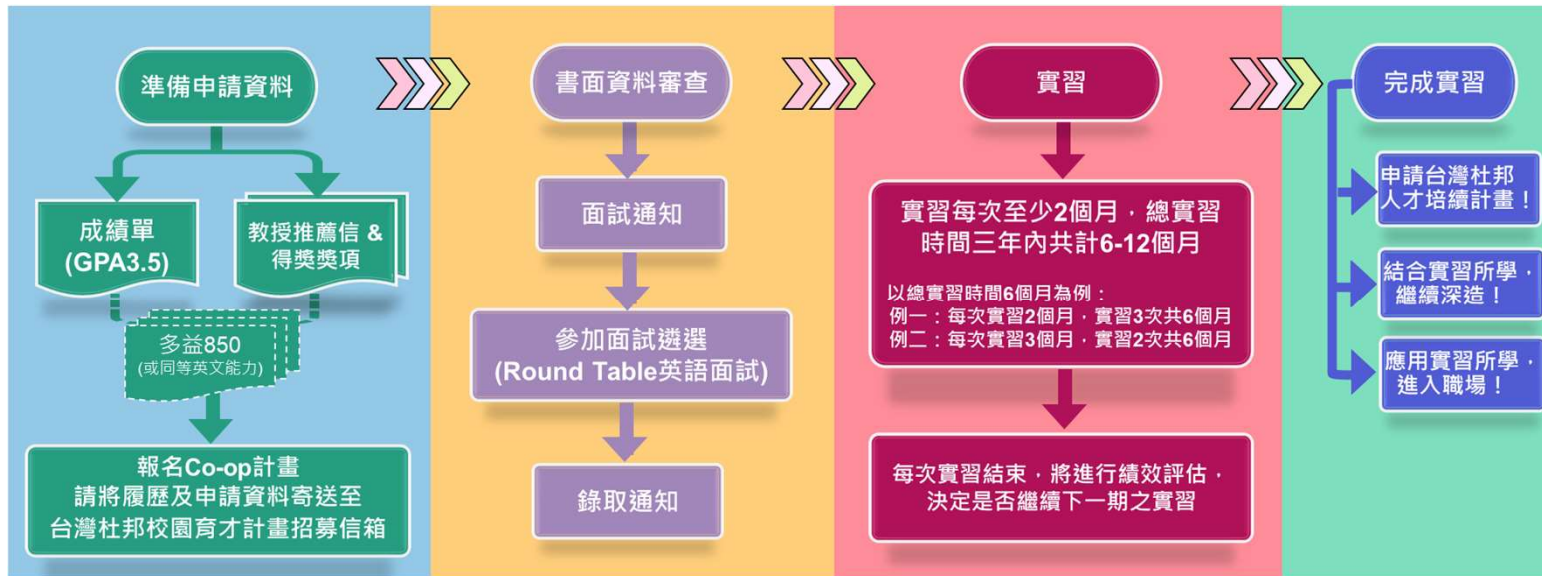 準備申請資料
成績單
(GPA3.5)
教授推薦信 &
得獎獎項
多益850
(或同等英文能力)
報名Co-op計畫
請將履歷及申請資料寄送至
台灣杜邦校園育才計畫招募信箱
書面資料審查
面試通知
參加面試遴選
(Round Table英語面試)
錄取通知
實習
實習每次至少2個月，總實習
時間三年內共計6-12個月
以總實習時間6個月為例：
例一：每次實習2個月，實習3次共6個月
例二：每次實習3個月，實習2次共6個月
每次實習結束，將進行績效評估，
決定是否繼續下一期之實習
完成實習
申請台灣杜邦
人才培續計畫！
結合實習所學，
繼續深造！
應用實習所學，
進入職場！